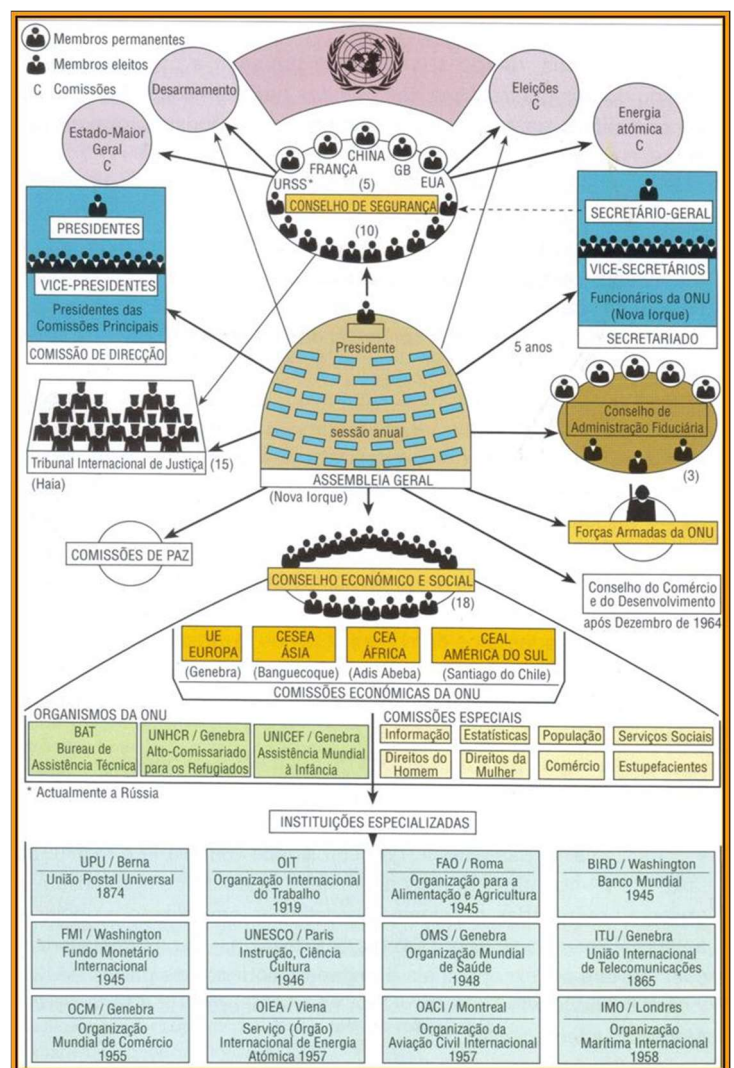 Membros permanentes
Membros eleitos
C Comissões
Desarmamento
Eleições
C
Estado-Maior
Geral
C
Energia
atómica
C
URSS*
FRANÇA
CHINA
GB
EUA
(5)
CONSELHO DE SEGURANÇA
(10)
PRESIDENTES
VICE-PRESIDENTES
Presidentes das
Comissões Principais
COMISSÃO DE DIRECÇÃO
SECRETÁRIO-GERAL
VICE-SECRETÁRIOS
Funcionários da ONU
(Nova Iorque)
SECRETARIADO
5 anos
Presidente
sessão anual
ASSEMBLEIA GERAL
(Nova Iorque)
Tribunal Internacional de Justiça (15)
(Haia)
Conselho de
Administração Fiduciária
(3)
Forças Armadas da ONU
COMISSÕES DE PAZ
CONSELHO ECONÓMICO E SOCIAL
(18)
Conselho do Comércio
e do Desenvolvimento
após Dezembro de 1964
UE
EUROPA
(Genebra)
CESEA
ÁSIA
(Banguecoque)
CEA
ÁFRICA
(Adis Abeba)
CEAL
AMÉRICA DO SUL
(Santiago do Chile)
COMISSÕES ECONÓMICAS DA ONU
ORGANISMOS DA ONU
BAT
Bureau de
Assistência Técnica
UNHCR / Genebra
Alto-Comissariado
para os Refugiados
UNICEF / Genebra
Assistência Mundial
à Infância
COMISSÕES ESPECIAIS
Informação
Estatísticas
População
Serviços Sociais
Direitos do
Homem
Direitos da
Mulher
Comércio
Estupefacientes
* Actualmente a Rússia
INSTITUIÇÕES ESPECIALIZADAS
UPU / Berna
União Postal Universal
1874
OIT
Organização Internacional
do Trabalho
1919
FAO / Roma
Organização para a
Alimentação e Agricultura
1945
BIRD / Washington
Banco Mundial
1945
FMI / Washington
Fundo Monetário
Internacional
1945
UNESCO / Paris
Instrução, Ciência
Cultura
1946
OMS / Genebra
Organização Mundial
de Saúde
1948
ITU / Genebra
União Internacional
de Telecomunicações
1865
OCM / Genebra
Organização
Mundial de Comércio
1955
OIEA / Viena
Serviço (Órgão)
Internacional de Energia
Atómica 1957
OACI / Montreal
Organização da
Aviação Civil Internacional
1957
IMO / Londres
Organização
Marítima Internacional
1958